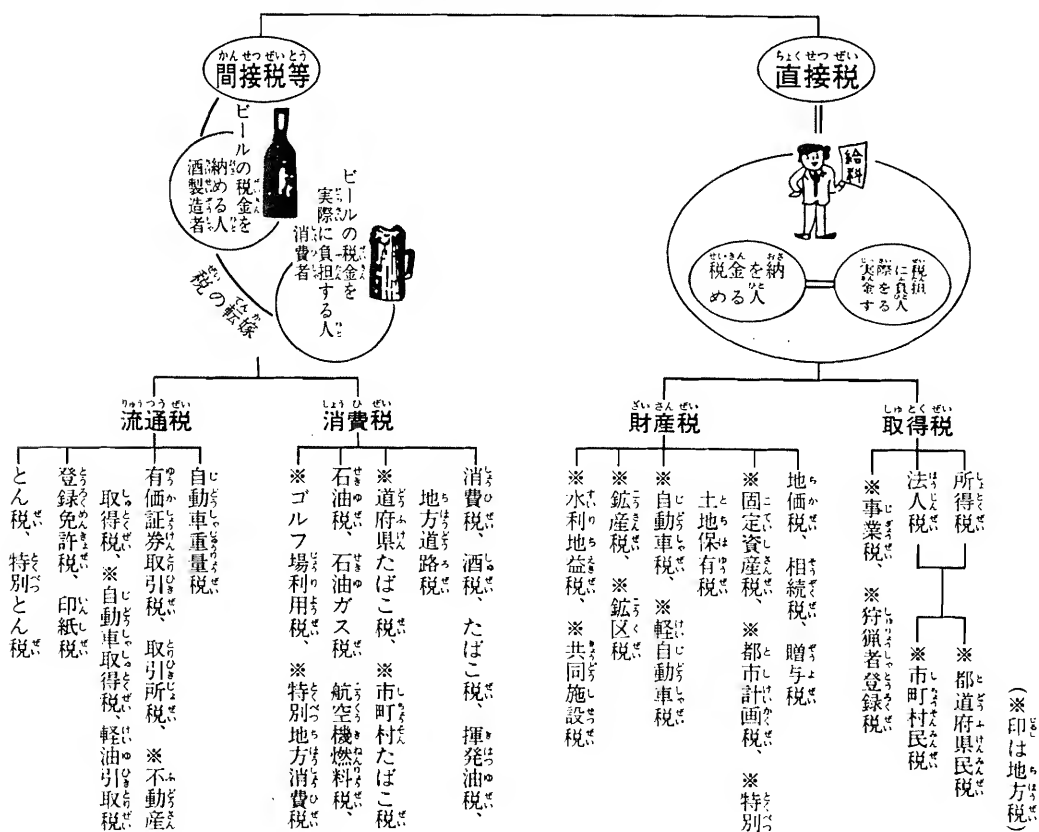 直接税
給料
税金を納
める人
税
実際に負担
金をする人
間接税等
ビールの税金を
納める人
酒製造者
ビールの税金を
実際に負担する人
消費者
税の転嫁
取得税
所得税
法人税
※都道府県民税
※市町村民税
※事業税、※狩猟者登録税
財産税
地価税、相続税、贈与税
※固定資産税、※都市計画税、※特別
土地保有税
※自動車税、※軽自動車税
※鉱産税、※鉱区税
※水利地益税、※共同施設税
消費税
消費税、酒税、たばこ税、揮発油税、
地方道路税
※道府県たばこ税、※市町村たばこ税
石油税、石油ガス税、航空機燃料税、
※ゴルフ場利用税、※特別地方消費税
流通税
自動車重量税
有価証券取引税、取引所税、※不動産
取得税、※自動車取得税、軽油引取税
登録免許税、印紙税
とん税、特別とん税
(※印は地方税)